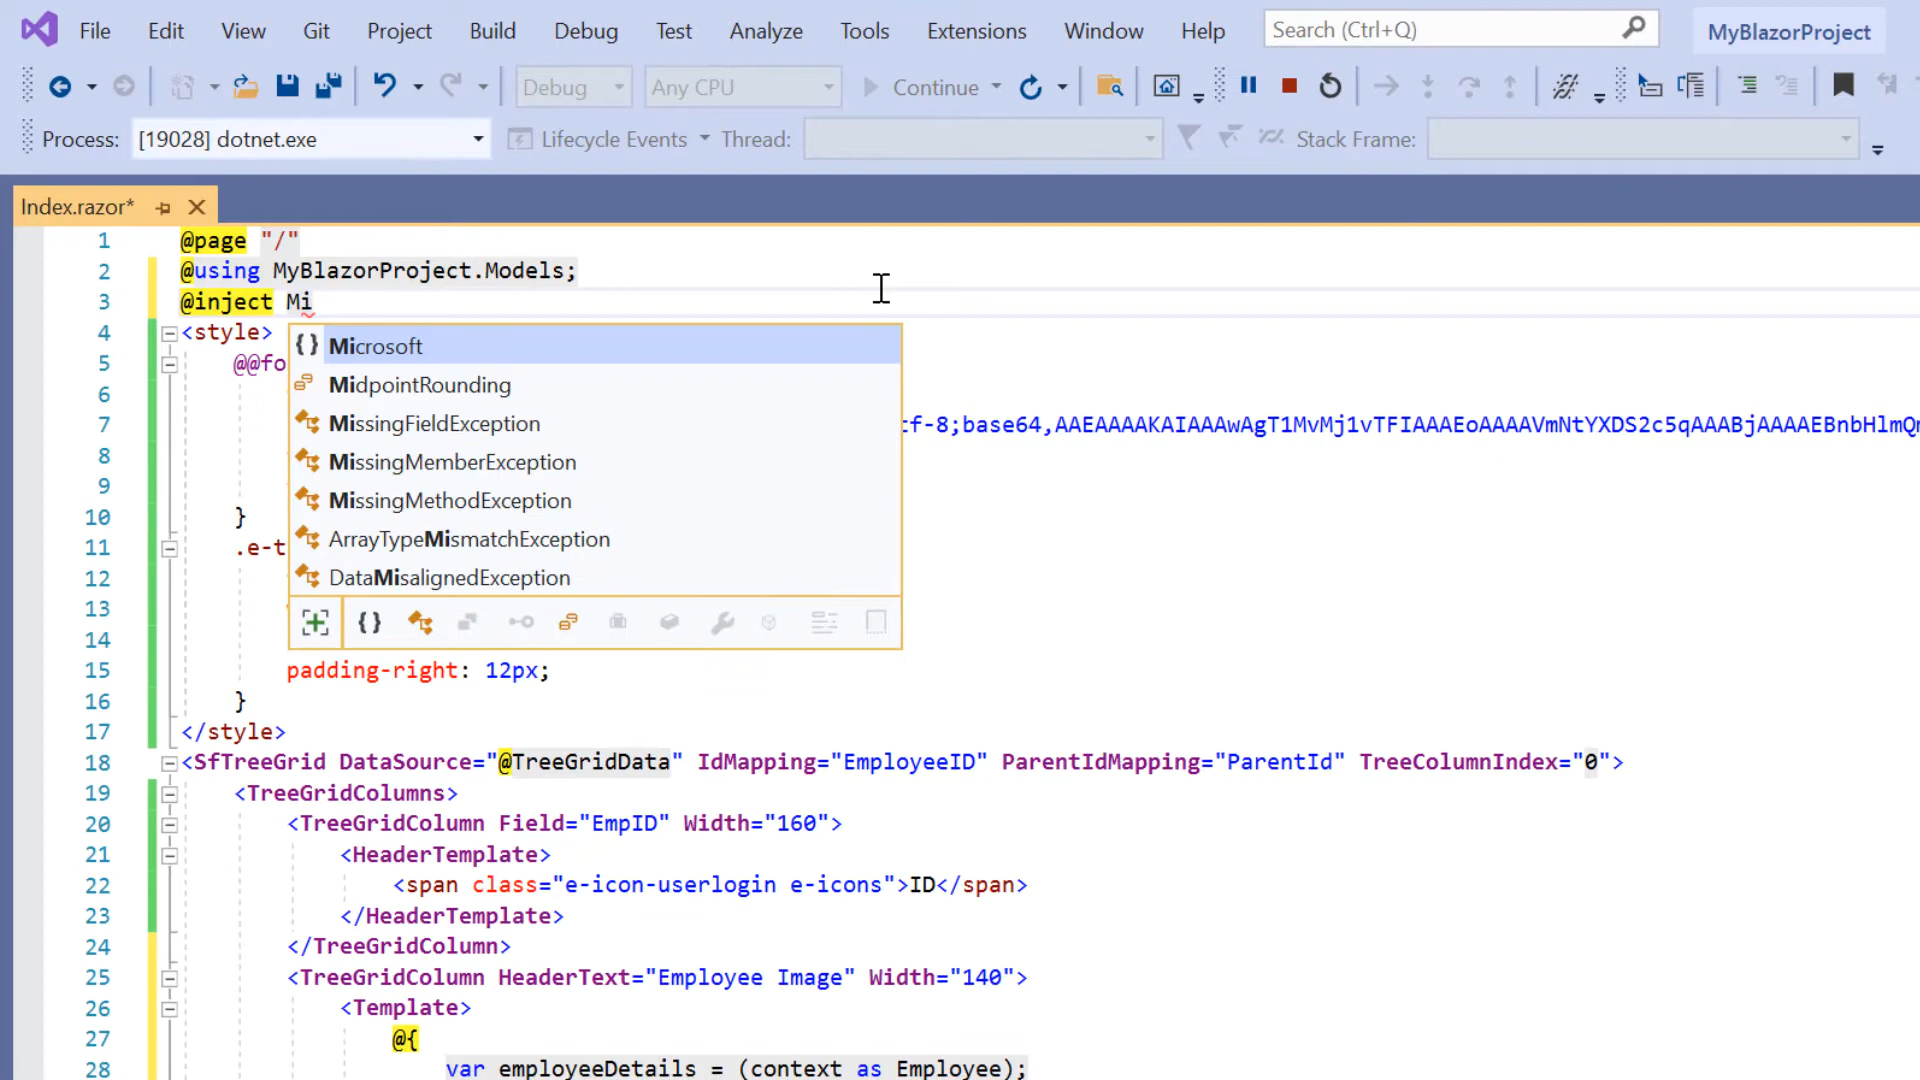 File Edit View Git Project Build Debug Test Analyze Tools Extensions Window Help Search (Ctrl+Q) MyBlazorProject
Debug Any CPU Continue
Process: [19028] dotnet.exe Lifecycle Events Thread: Stack Frame:
Index.razor*
1 @page "/"
2 @using MyBlazorProject.Models;
3 @inject Mi
4 <style>
{} Microsoft
5 @@fo
MidpointRounding
6
MissingFieldException
7 tf-8;base64,AAEAAAAKAIAAAwAgT1MvMj1vTFIAAAEoAAAAVmNtYXDS2c5qAAABjAAAAEBnbHlmQ
8
MissingMemberException
9
MissingMethodException
10 }
ArrayTypeMismatchException
11 .e-t
12
DataMisalignedException
13
14
15 padding-right: 12px;
16 }
17 </style>
18 <SfTreeGrid DataSource="@TreeGridData" IdMapping="EmployeeID" ParentIdMapping="ParentId" TreeColumnIndex="0">
19 <TreeGridColumns>
20 <TreeGridColumn Field="EmpID" Width="160">
21 <HeaderTemplate>
22 <span class="e-icon-userlogin e-icons">ID</span>
23 </HeaderTemplate>
24 </TreeGridColumn>
25 <TreeGridColumn HeaderText="Employee Image" Width="140">
26 <Template>
27 @{
28 var employeeDetails = (context as Employee);